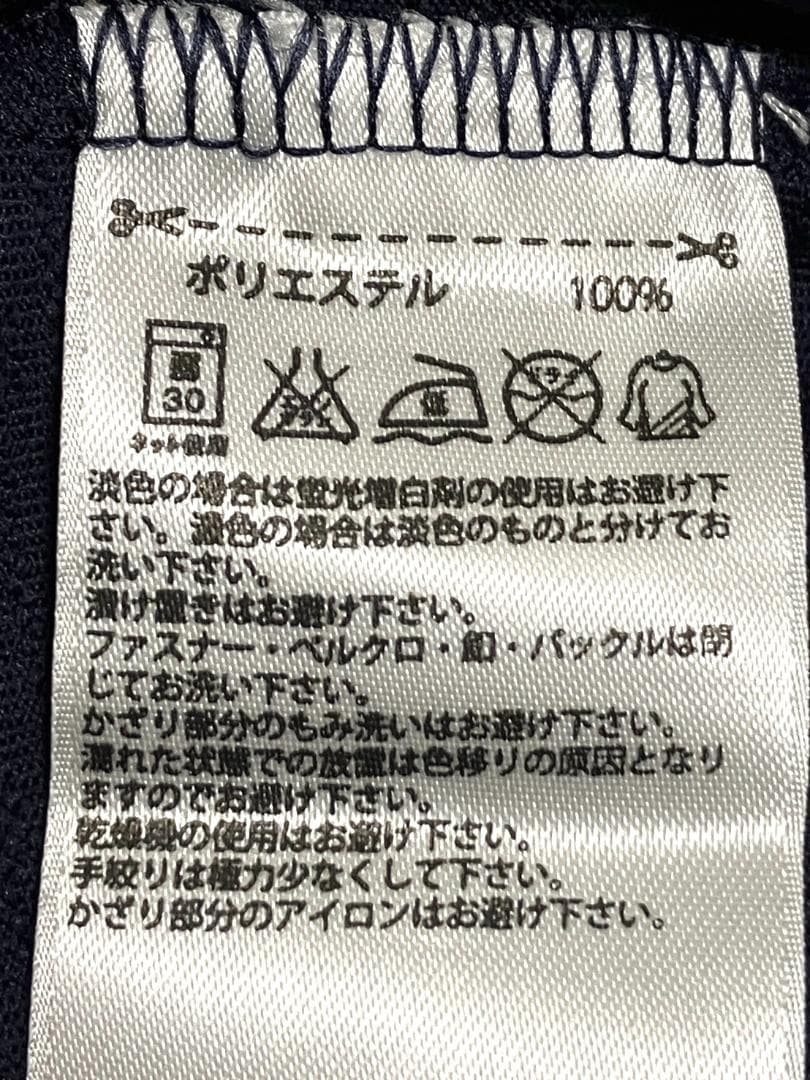 ポリエステル 100%
弱
30
ネット使用
エンソ
サラシ
低
ドライ
淡色の場合は蛍光増白剤の使用はお避け下
さい。濃色の場合は淡色のものと分けてお
洗い下さい。
漬け置きはお避け下さい。
ファスナー・ベルクロ・釦・バックルは閉
じてお洗い下さい。
かざり部分のもみ洗いはお避け下さい。
濡れた状態での放置は色移りの原因となり
ますのでお避け下さい。
乾燥機の使用はお避け下さい。
手絞りは極力少なくして下さい。
かざり部分のアイロンはお避け下さい。